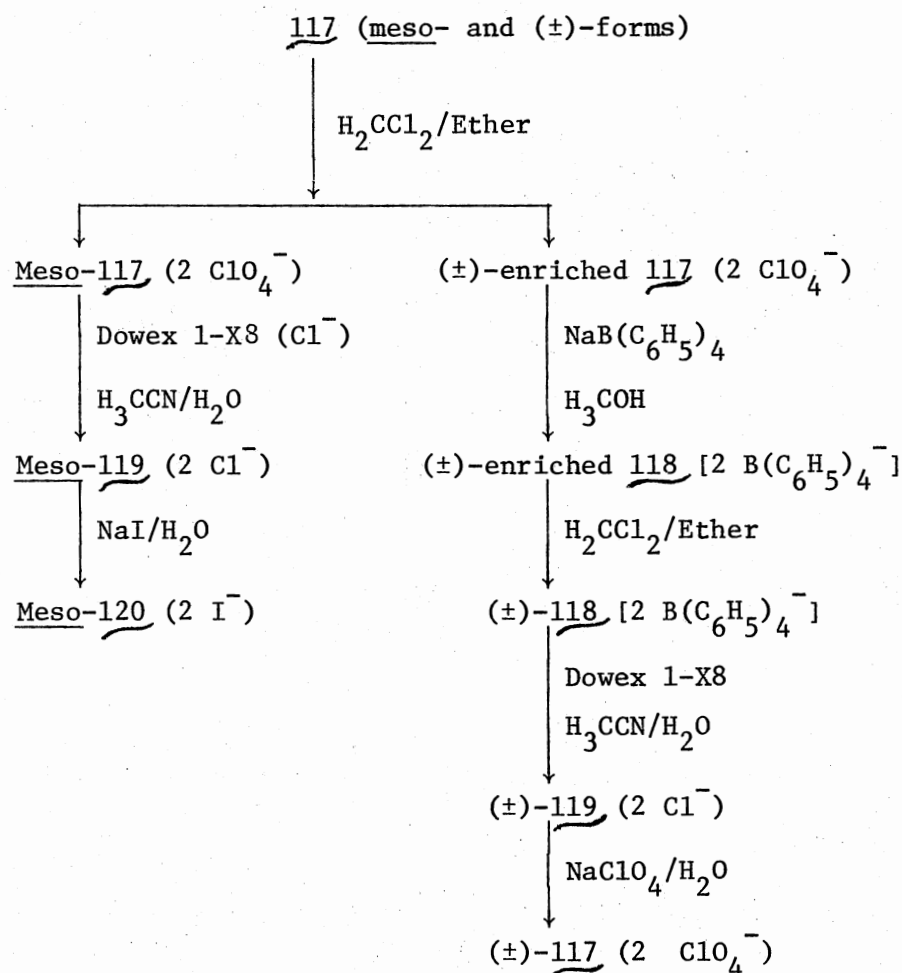 117 (meso- and (±)-forms)
H₂CCl₂/Ether
Meso-117 (2 ClO₄⁻) (±)-enriched 117 (2 ClO₄⁻)
Dowex 1-X8 (Cl⁻) NaB(C₆H₅)₄
H₃CCN/H₂O H₃COH
Meso-119 (2 Cl⁻) (±)-enriched 118 [2 B(C₆H₅)₄⁻]
NaI/H₂O H₂CCl₂/Ether
Meso-120 (2 I⁻) (±)-118 [2 B(C₆H₅)₄⁻]
Dowex 1-X8
H₃CCN/H₂O
(±)-119 (2 Cl⁻)
NaClO₄/H₂O
(±)-117 (2 ClO₄⁻)